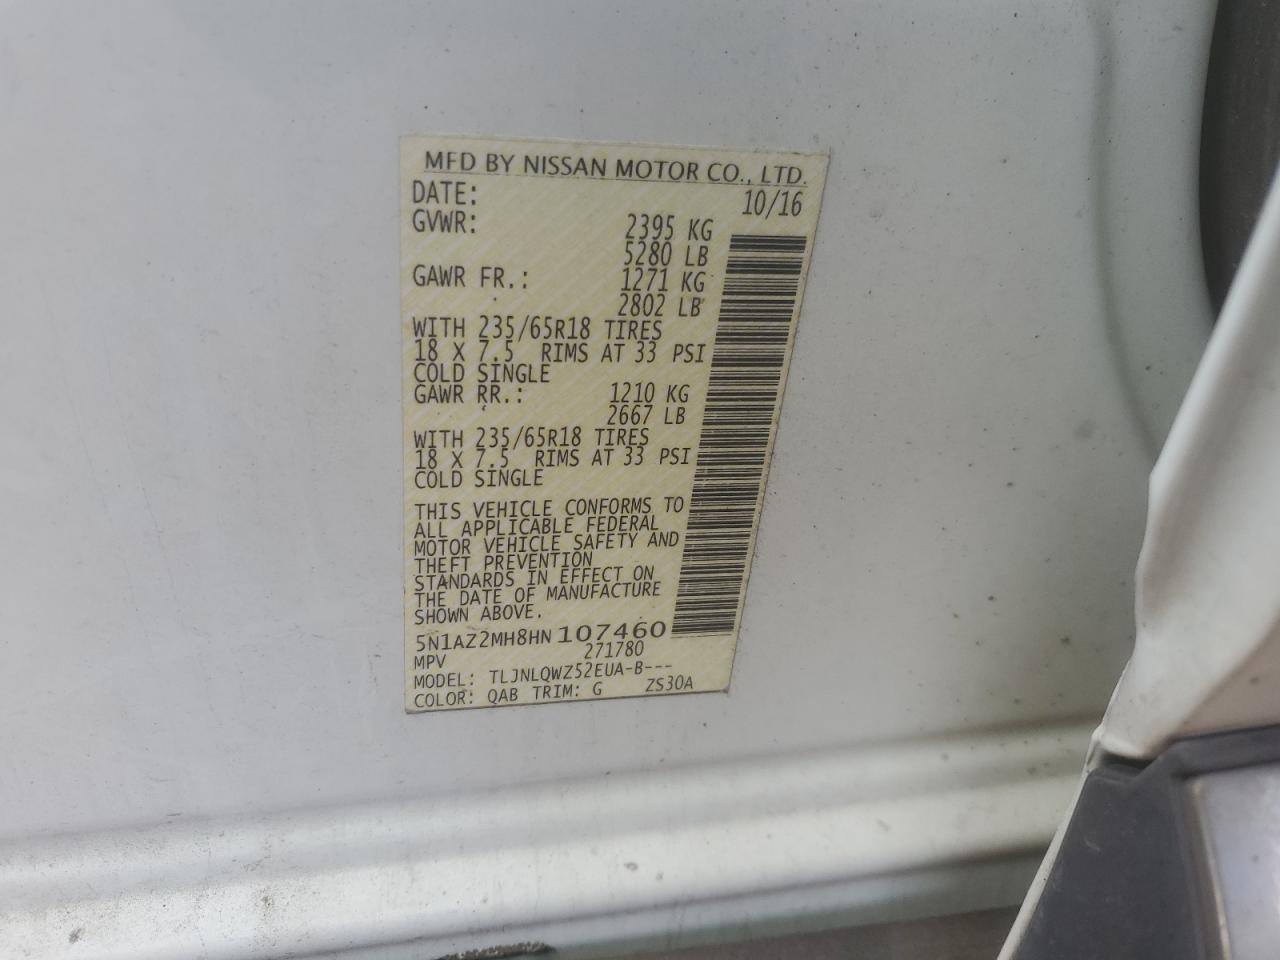 MFD BY NISSAN MOTOR CO., LTD.
DATE: 10/16
GVWR: 2395 KG
5280 LB
GAWR FR.: 1271 KG
2802 LB
WITH 235/65R18 TIRES
18 X 7.5 RIMS AT 33 PSI
COLD SINGLE
GAWR RR.: 1210 KG
2667 LB
WITH 235/65R18 TIRES
18 X 7.5 RIMS AT 33 PSI
COLD SINGLE
THIS VEHICLE CONFORMS TO
ALL APPLICABLE FEDERAL
MOTOR VEHICLE SAFETY AND
THEFT PREVENTION
STANDARDS IN EFFECT ON
THE DATE OF MANUFACTURE
SHOWN ABOVE.
5N1AZ2MH8HN107460
MPV 271780
MODEL: TLJNLQWZ52EUA-B---
COLOR: QAB TRIM: G ZS30A